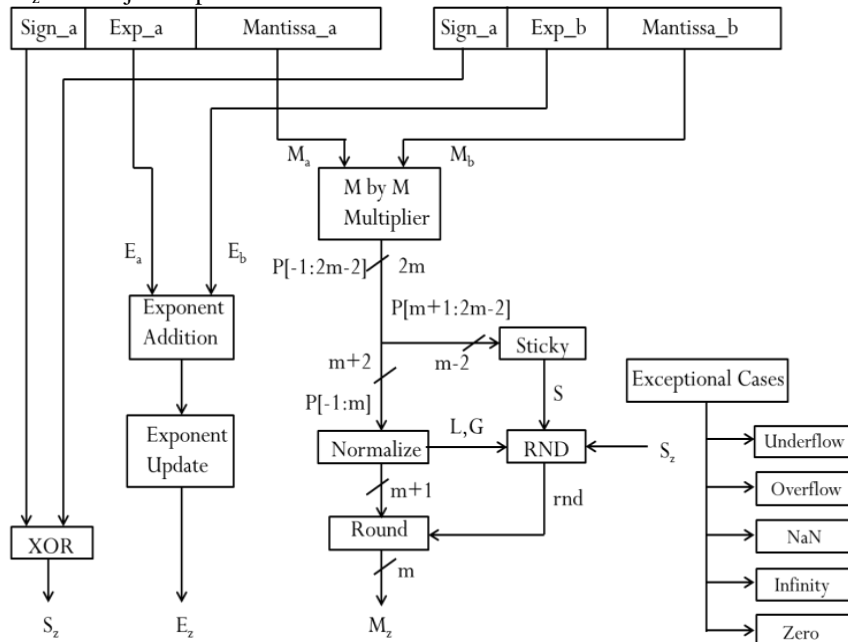 Sign_a Exp_a Mantissa_a Sign_a Exp_b Mantissa_b
Ma Mb
M by M
Multiplier
Ea Eb
P[-1:2m-2] 2m
P[m+1:2m-2]
Exponent
Addition
Sticky
m+2 m-2
P[-1:m]
S
Exceptional Cases
Exponent
Update
Normalize
L,G
RND
Sz
Underflow
m+1
rnd
Overflow
XOR
Round
NaN
m
Infinity
Sz Ez Mz
Zero